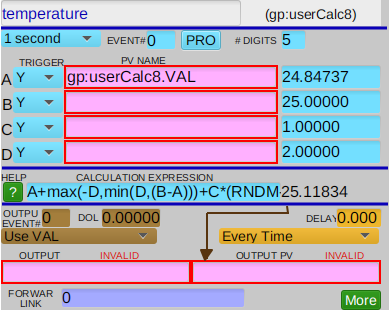 temperature (gp:userCalc8)
1 second EVENT# 0 PRO # DIGITS 5
TRIGGER PV NAME
A Y gp:userCalc8.VAL 24.84737
B Y 25.00000
C Y 1.00000
D Y 2.00000
HELP CALCULATION EXPRESSION
? A+max(-D,min(D,(B-A)))+C*(RNDM 25.11834
OUTPU
EVENT# 0 DOL 0.00000 DELAY 0.000
Use VAL Every Time
OUTPUT INVALID OUTPUT PV INVALID
FORWAR
LINK 0 More